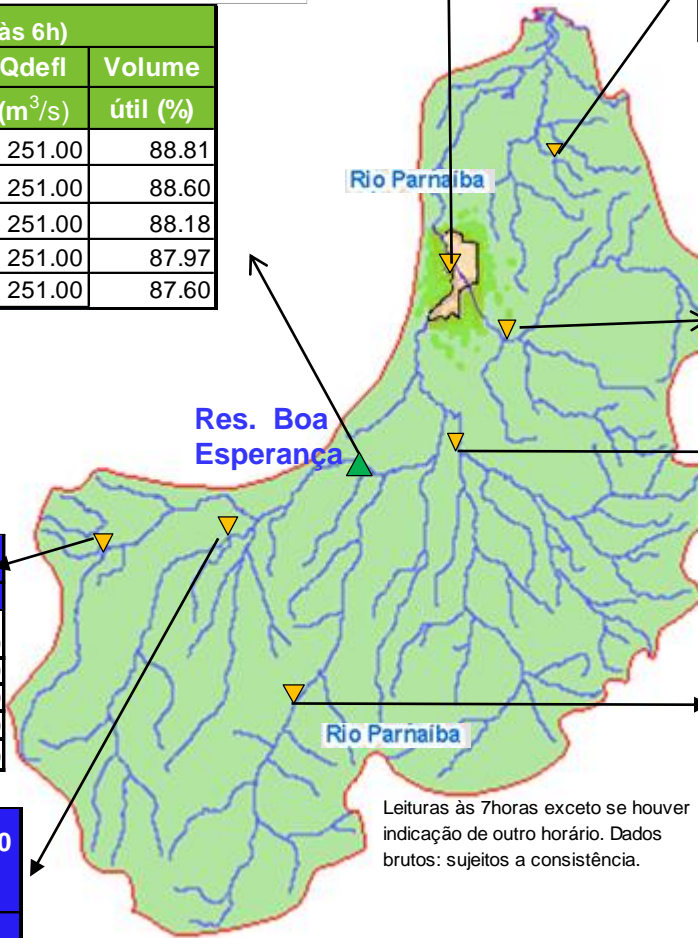 às 6h)
Qdefl Volume
(m³/s) útil (%)
251.00 88.81
251.00 88.60
251.00 88.18
251.00 87.97
251.00 87.60
Rio Parnaíba
Res. Boa
Esperança
Rio Parnaíba
0
Leituras às 7horas exceto se houver
indicação de outro horário. Dados
brutos: sujeitos a consistência.